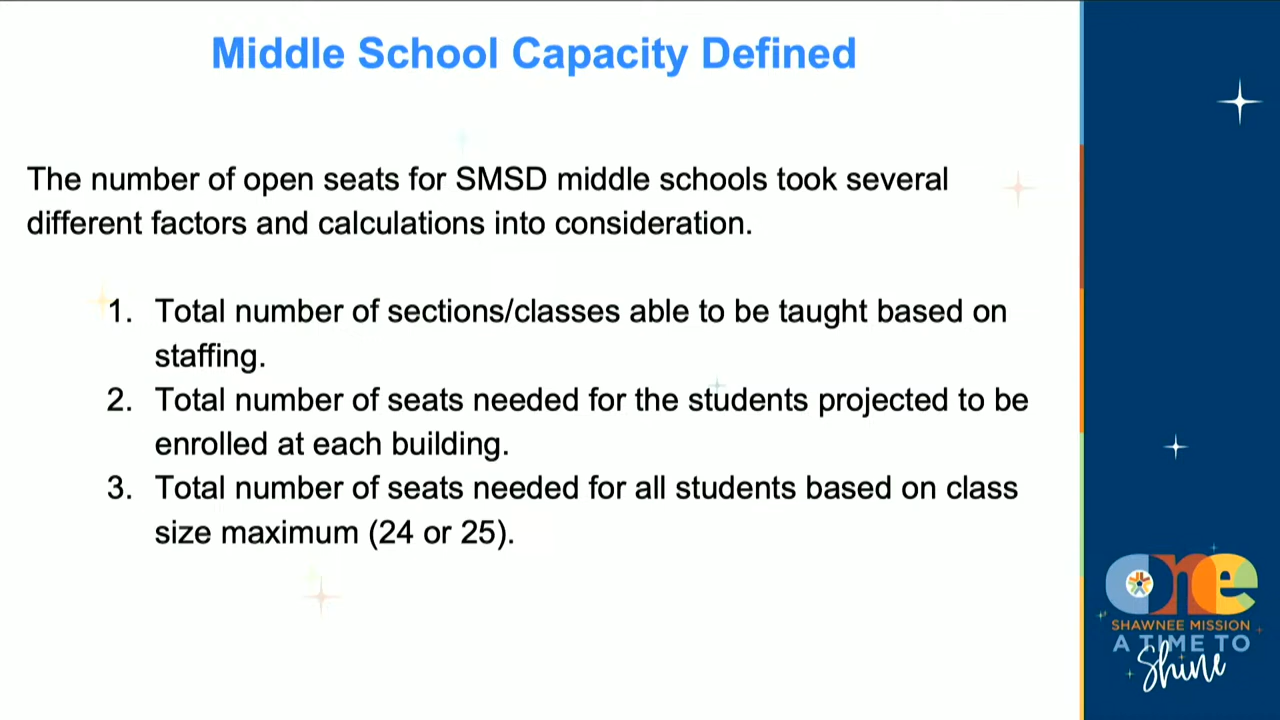 Middle School Capacity Defined
The number of open seats for SMSD middle schools took several
different factors and calculations into consideration.
1. Total number of sections/classes able to be taught based on
staffing.
2. Total number of seats needed for the students projected to be
enrolled at each building.
3. Total number of seats needed for all students based on class
size maximum (24 or 25).
one
SHAWNEE MISSION
A TIME TO
Shine